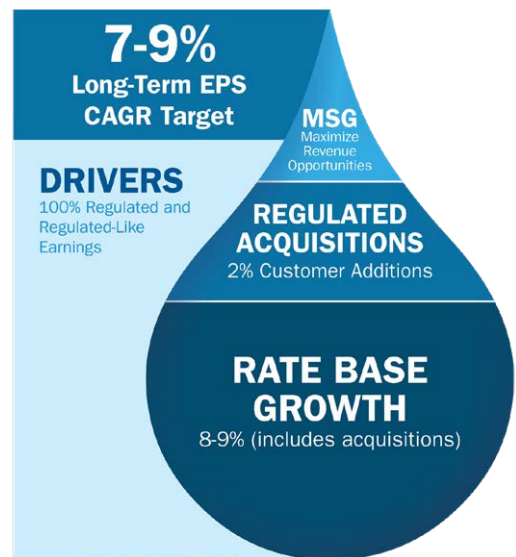 7-9%
Long-Term EPS
CAGR Target
MSG
Maximize
Revenue
Opportunities
DRIVERS
100% Regulated and
Regulated-Like
Earnings
REGULATED
ACQUISITIONS
2% Customer Additions
RATE BASE
GROWTH
8-9% (includes acquisitions)